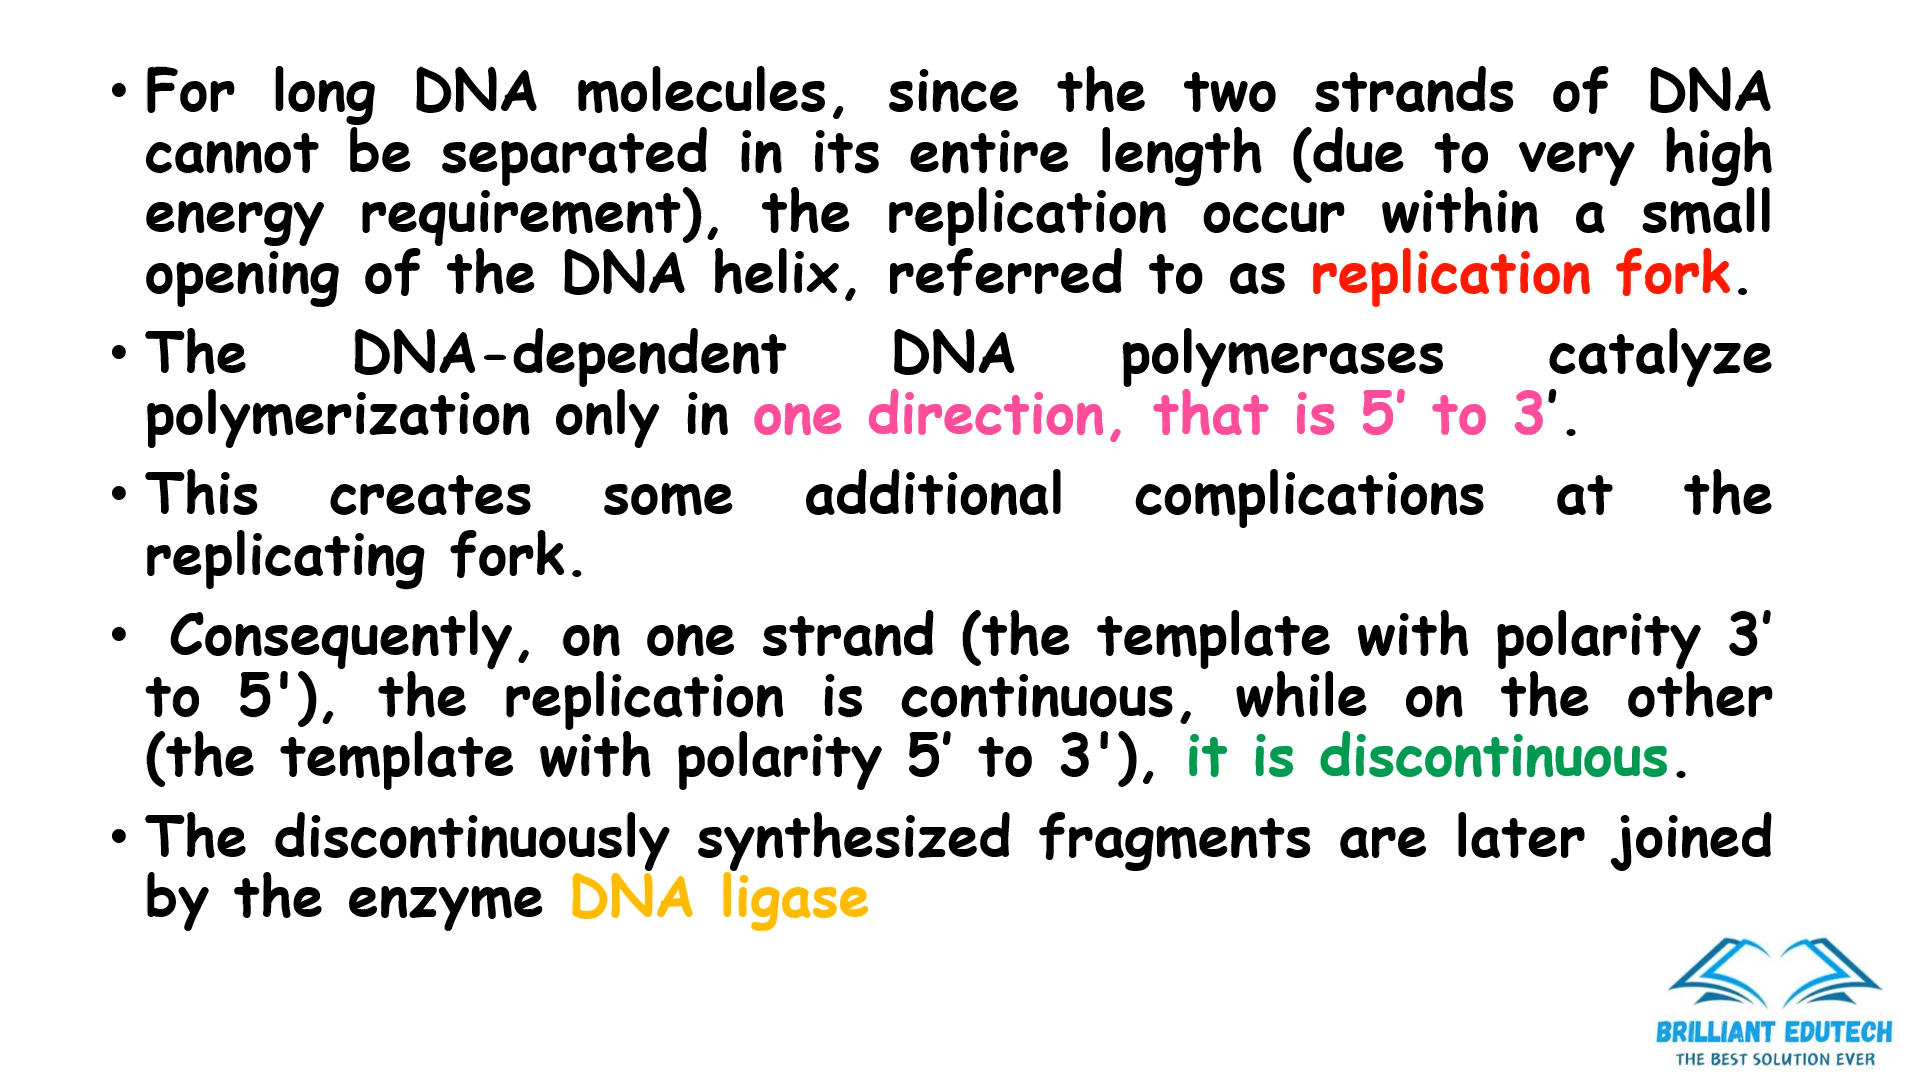 • For long DNA molecules, since the two strands of DNA
cannot be separated in its entire length (due to very high
energy requirement), the replication occur within a small
opening of the DNA helix, referred to as replication fork.
• The DNA-dependent DNA polymerases catalyze
polymerization only in one direction, that is 5′ to 3′.
• This creates some additional complications at the
replicating fork.
• Consequently, on one strand (the template with polarity 3′
to 5'), the replication is continuous, while on the other
(the template with polarity 5′ to 3'), it is discontinuous.
• The discontinuously synthesized fragments are later joined
by the enzyme DNA ligase
BRILLIANT EDUTECH
THE BEST SOLUTION EVER